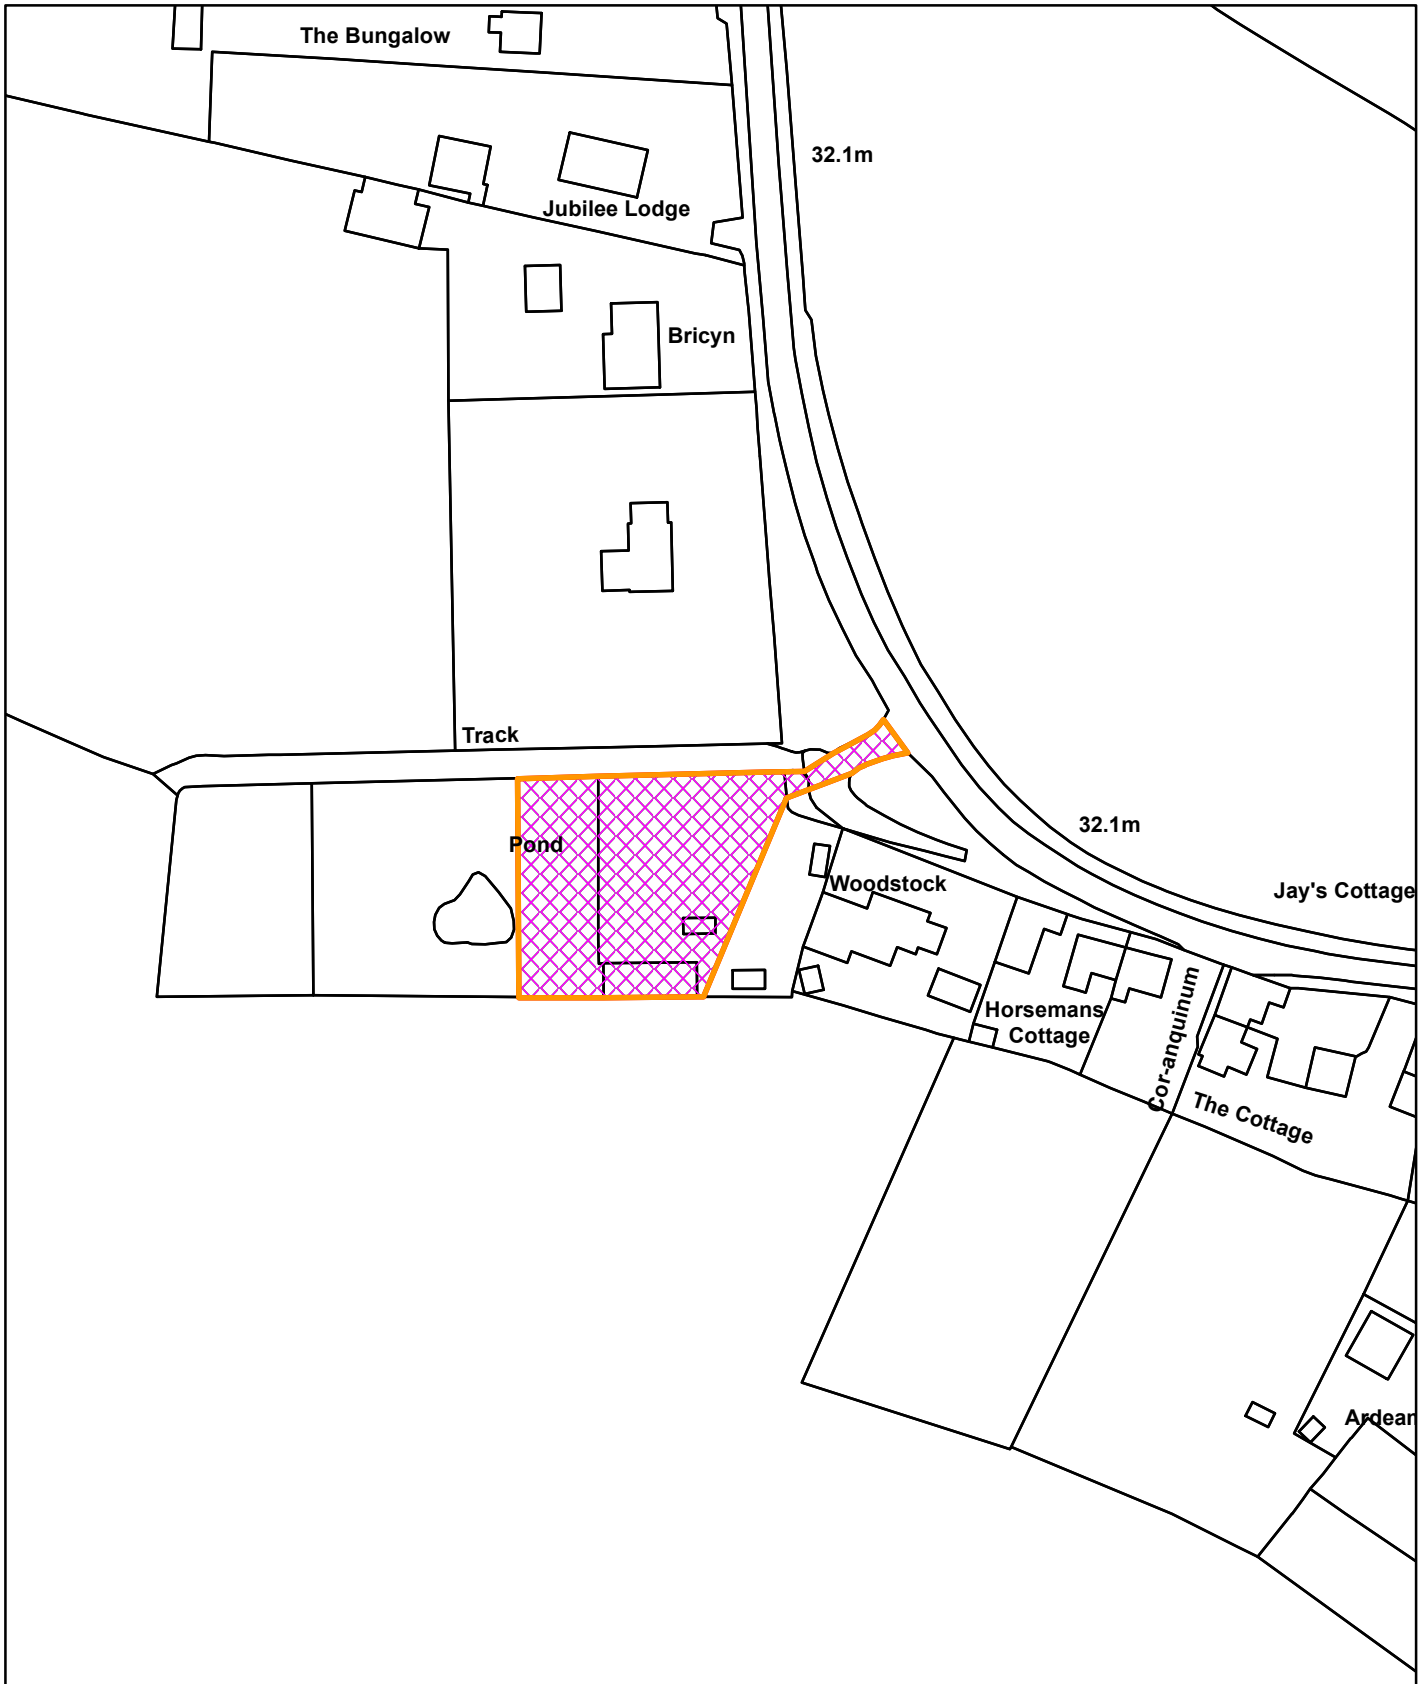 The Bungalow
32.1m
Jubilee Lodge
Bricyn
Track
32.1m
Pond
Woodstock
Jay's Cottage
Horsemans
Cottage
Cor-anquinum
The Cottage
Ardean